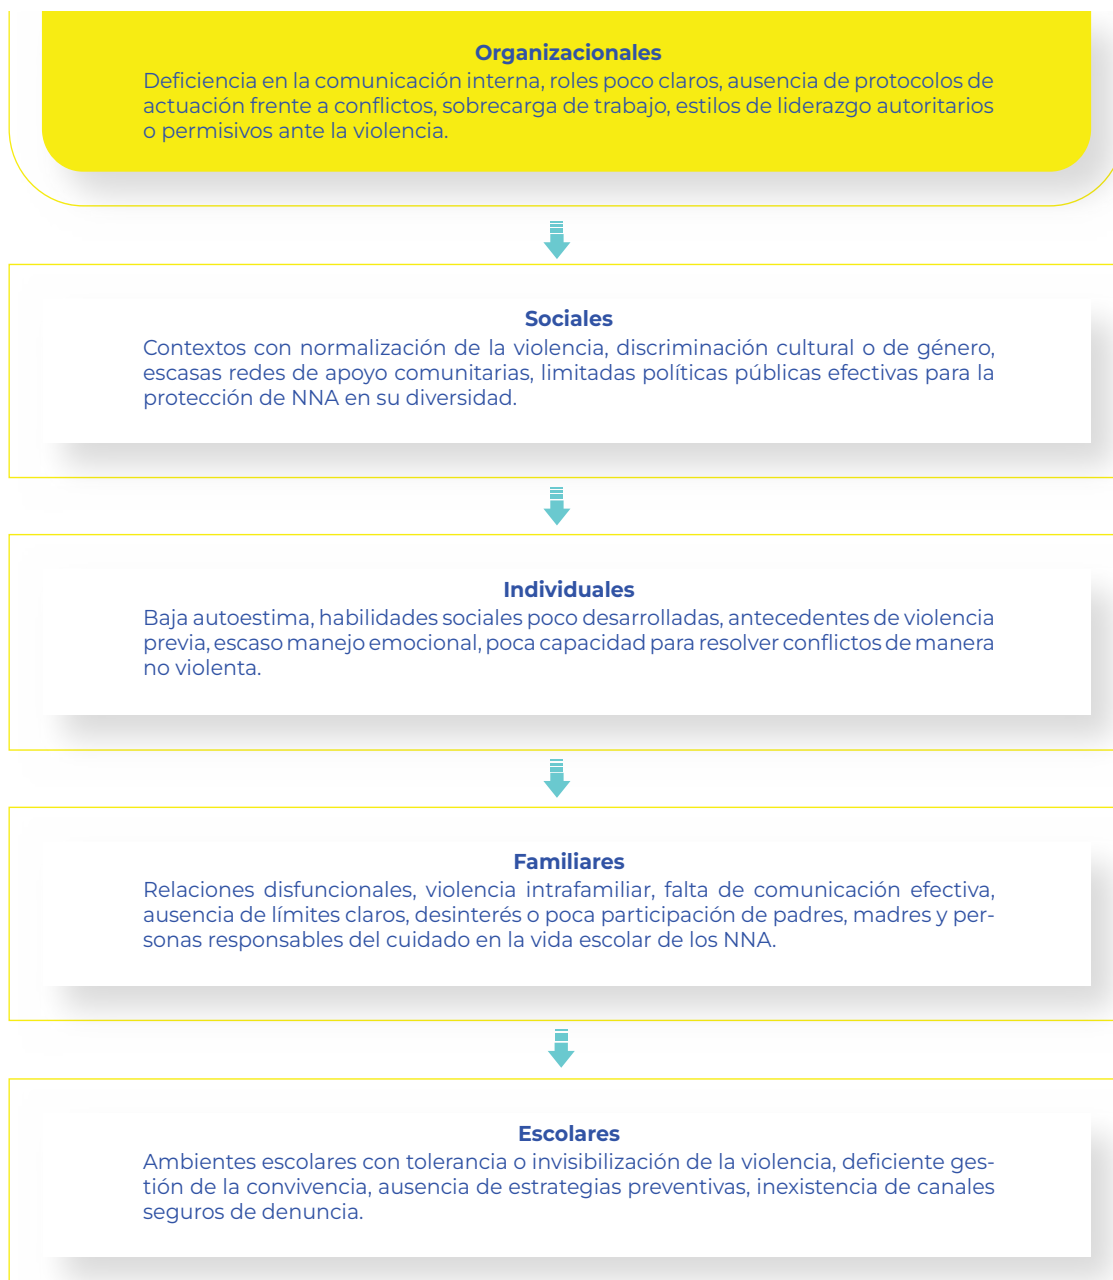 Organizacionales
Deficiencia en la comunicación interna, roles poco claros, ausencia de protocolos de
actuación frente a conflictos, sobrecarga de trabajo, estilos de liderazgo autoritarios
o permisivos ante la violencia.
Sociales
Contextos con normalización de la violencia, discriminación cultural o de género,
escasas redes de apoyo comunitarias, limitadas políticas públicas efectivas para la
protección de NNA en su diversidad.
Individuales
Baja autoestima, habilidades sociales poco desarrolladas, antecedentes de violencia
previa, escaso manejo emocional, poca capacidad para resolver conflictos de manera
no violenta.
Familiares
Relaciones disfuncionales, violencia intrafamiliar, falta de comunicación efectiva,
ausencia de límites claros, desinterés o poca participación de padres, madres y per-
sonas responsables del cuidado en la vida escolar de los NNA.
Escolares
Ambientes escolares con tolerancia o invisibilización de la violencia, deficiente ges-
tión de la convivencia, ausencia de estrategias preventivas, inexistencia de canales
seguros de denuncia.